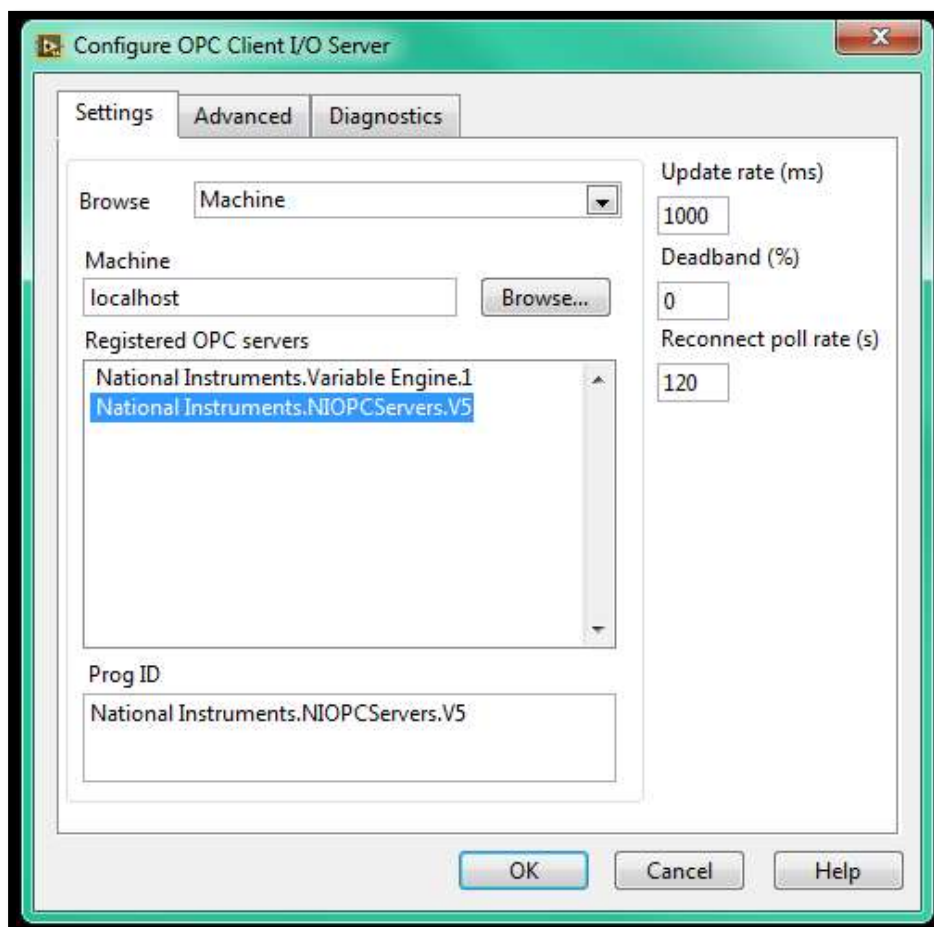 Configure OPC Client I/O Server
Settings
Advanced
Diagnostics
Browse
Machine
Machine
localhost
Browse...
Registered OPC servers
National Instruments.Variable Engine.1
National Instruments.NIOPCServers.V5
Prog ID
National Instruments.NIOPCServers.V5
Update rate (ms)
1000
Deadband (%)
0
Reconnect poll rate (s)
120
OK
Cancel
Help